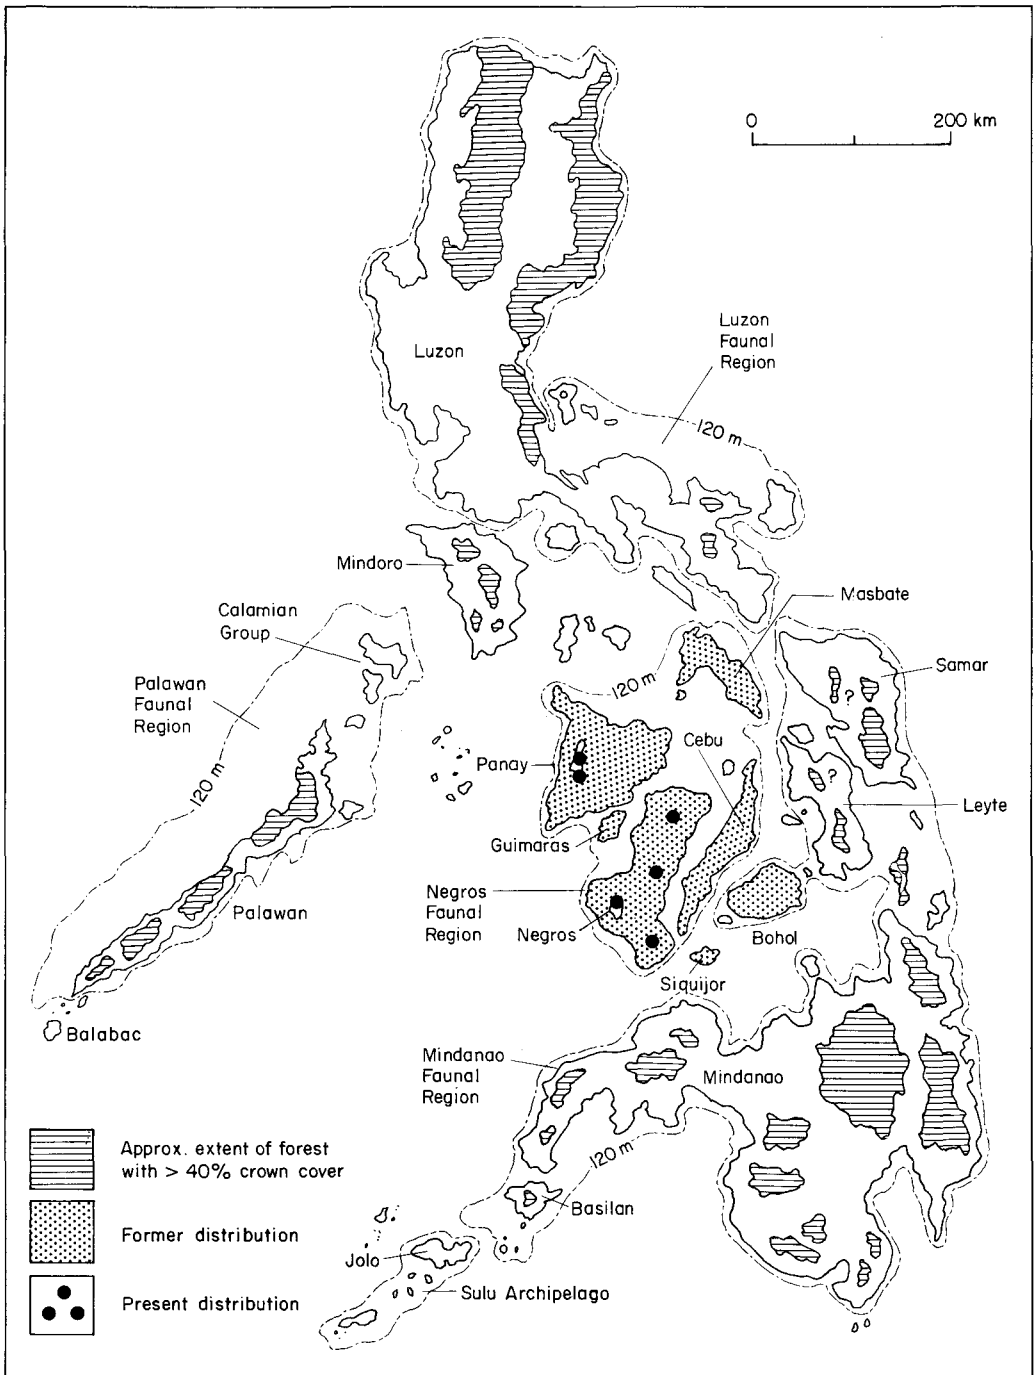 0 200 km
Luzon
Faunal
Region
Luzon
120 m
Mindoro
Masbate
Calamian
Group
Samar
Palawan
Faunal
Region
120 m
120 m
Cebu
?
Panay
?
Leyte
Guimaras
Negros
Faunal
Region
Palawan
Negros
Bohol
Siquijor
Balabac
Mindanao
Faunal
Region
Mindanao
120 m
Approx. extent of forest
with > 40% crown cover
Basilan
Former distribution
Jolo
Sulu Archipelago
Present distribution